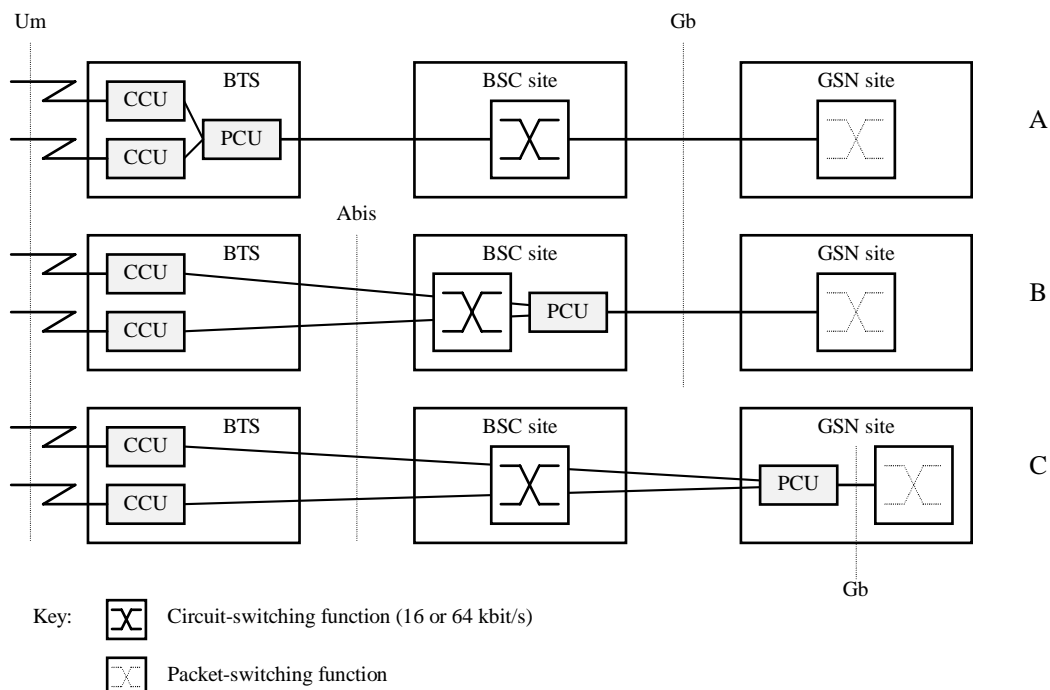 Um
Gb
BTS
BSC site
GSN site
CCU
PCU
CCU
A
Abis
BTS
BSC site
GSN site
CCU
PCU
CCU
B
BTS
BSC site
GSN site
CCU
PCU
CCU
C
Gb
Key:
Circuit-switching function (16 or 64 kbit/s)
Packet-switching function